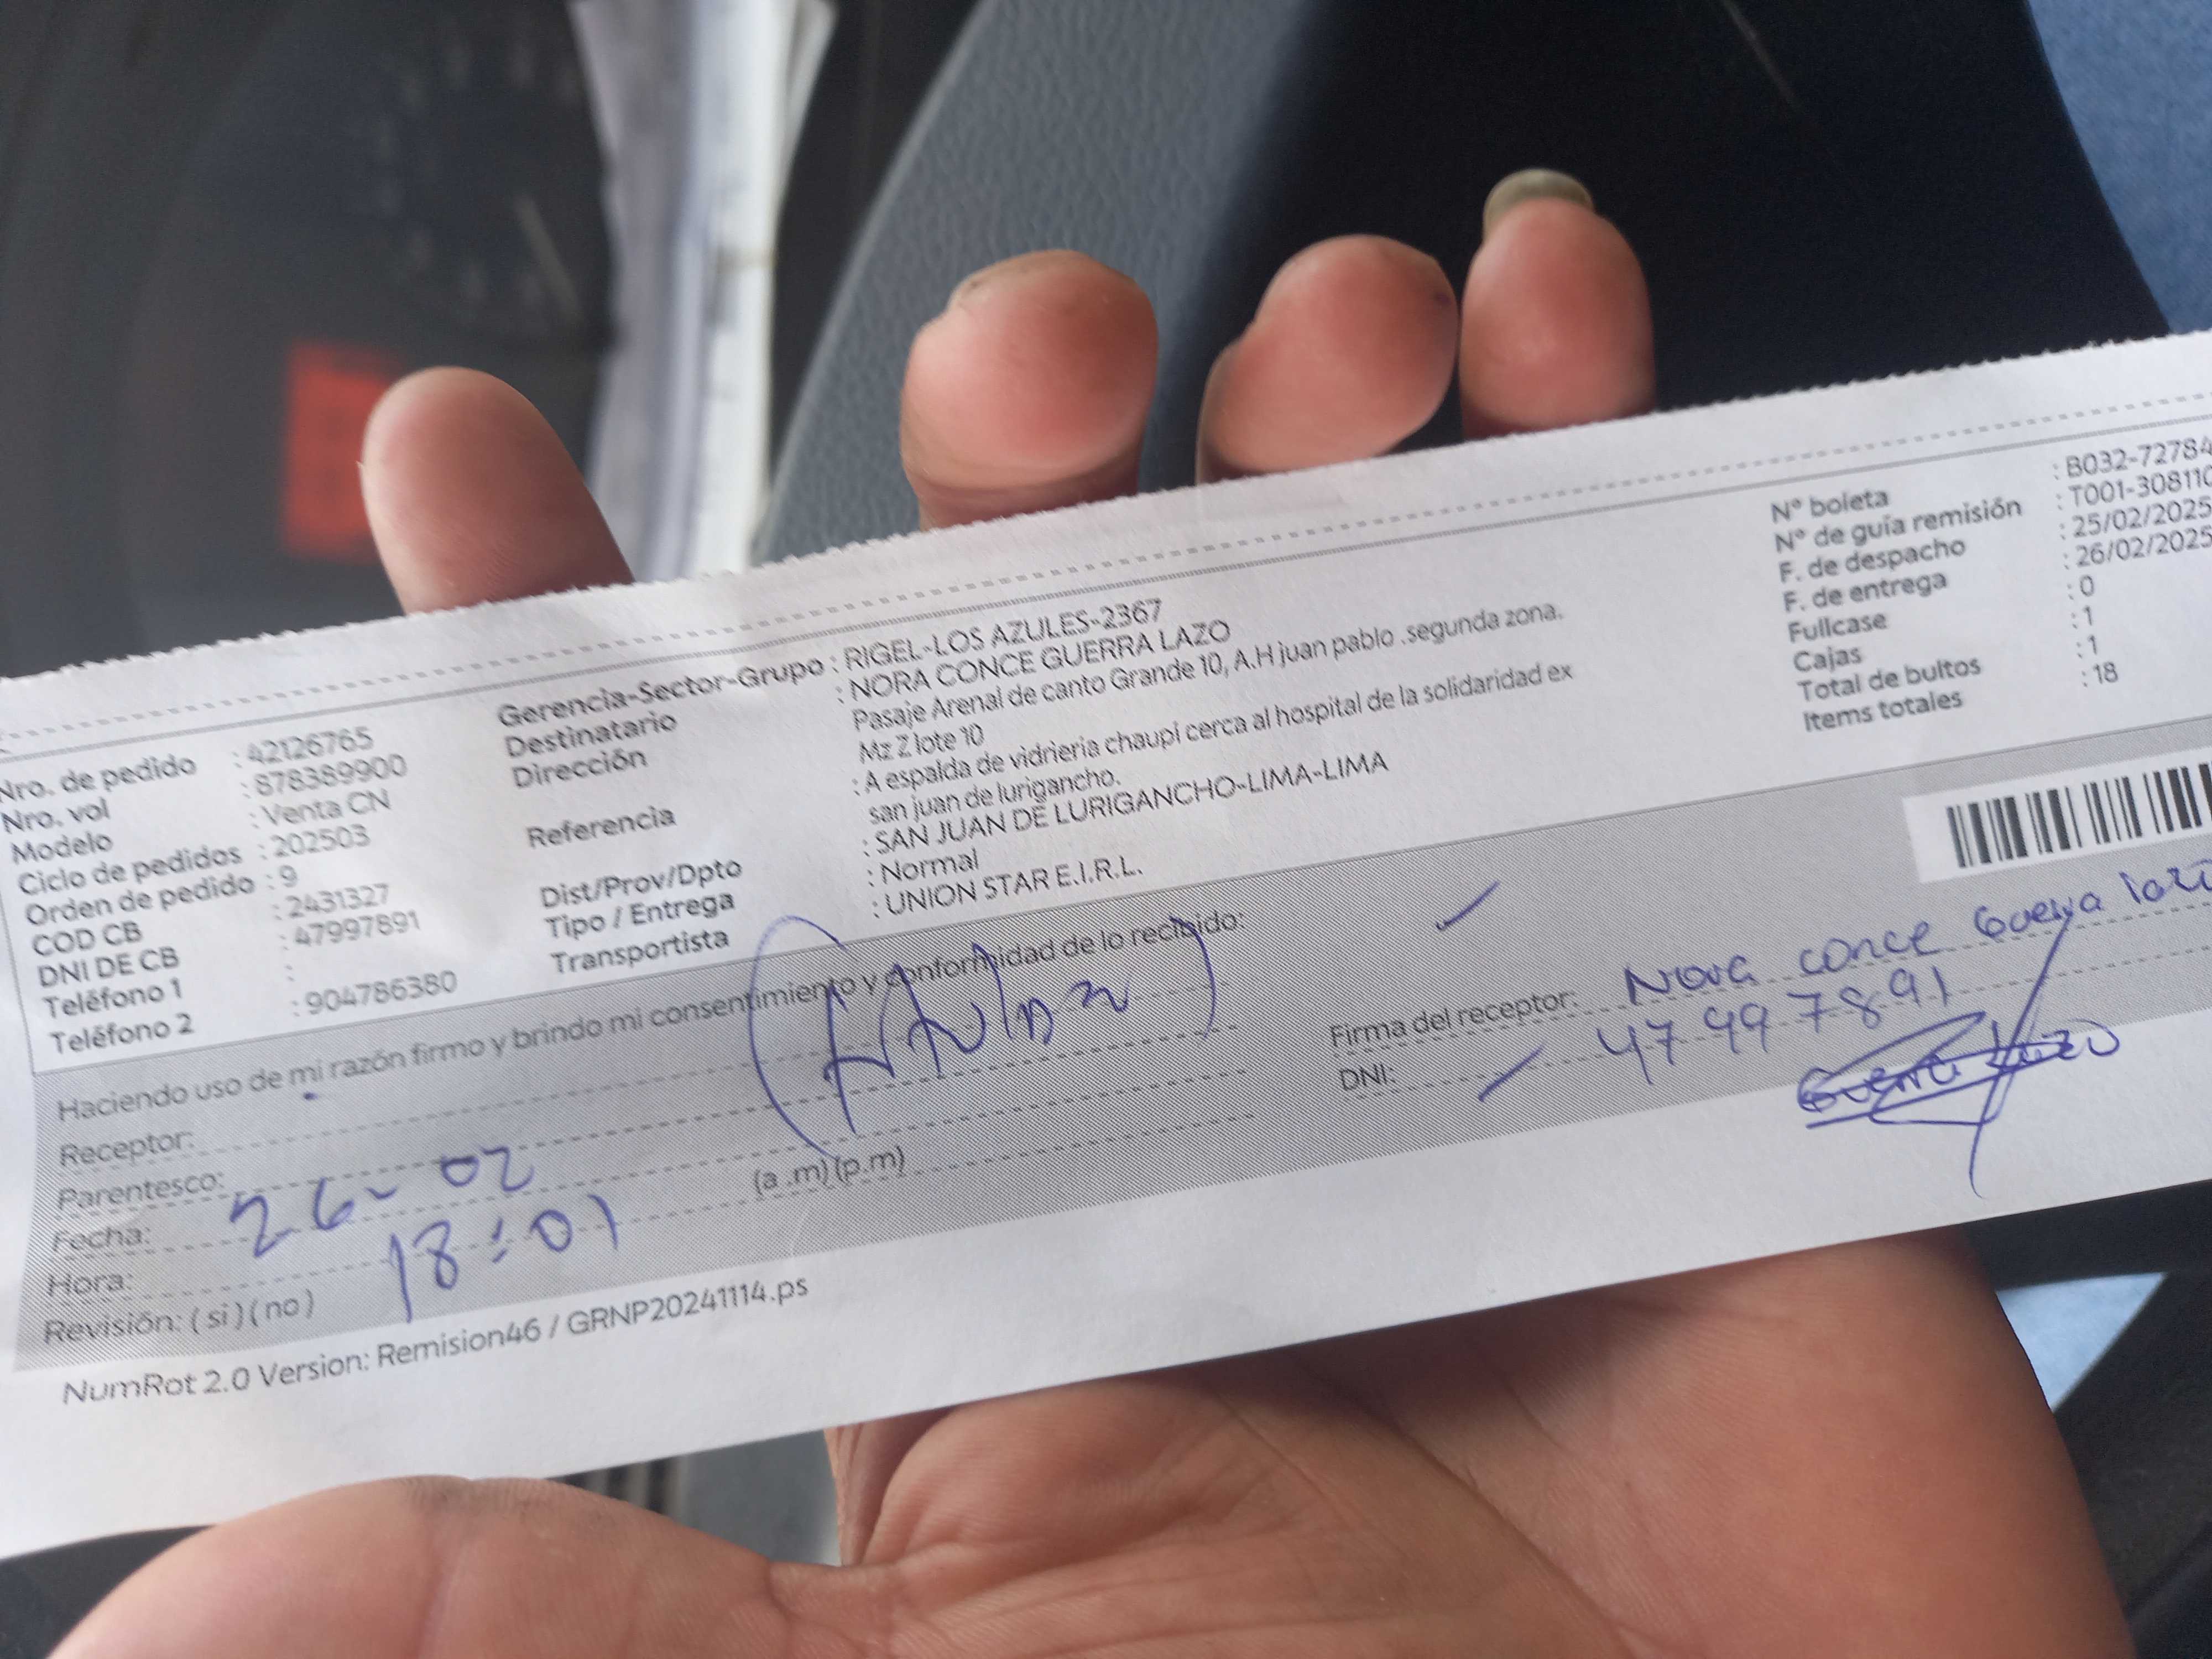 Nro. de pedido : 42126765
Nro. vol : 878389900
Modelo : Venta CN
Ciclo de pedidos : 202503
Orden de pedido : 9
COD CB : 2431327
DNI DE CB : 47997891
Teléfono 1 :
Teléfono 2 : 904786380
Gerencia-Sector-Grupo : RIGEL-LOS AZULES-2367
Destinatario : NORA CONCE GUERRA LAZO
Dirección Pasaje Arenal de canto Grande 10, A.H juan pablo .segunda zona.
Mz Z lote 10
Referencia : A espalda de vidrieria chaupi cerca al hospital de la solidaridad ex
san juan de lurigancho.
Dist/Prov/Dpto : SAN JUAN DE LURIGANCHO-LIMA-LIMA
Tipo / Entrega : Normal
Transportista : UNION STAR E.I.R.L.
N° boleta : B032-72784
N° de guía remisión : T001-308110
F. de despacho : 25/02/2025
F. de entrega : 26/02/2025
Fullcase : 0
Cajas : 1
Total de bultos : 1
Items totales : 18
Haciendo uso de mi razón firmo y brindo mi consentimiento y conformidad de lo recibido:
Receptor:
Parentesco:
Fecha: 26- 02
Hora: 18:01 (a .m) (p.m)
Revisión: ( si ) ( no )
Firma del receptor: Nora conce Guerra
DNI: 47997891
Guerra Lazo
NumRot 2.0 Version: Remision46 / GRNP20241114.ps